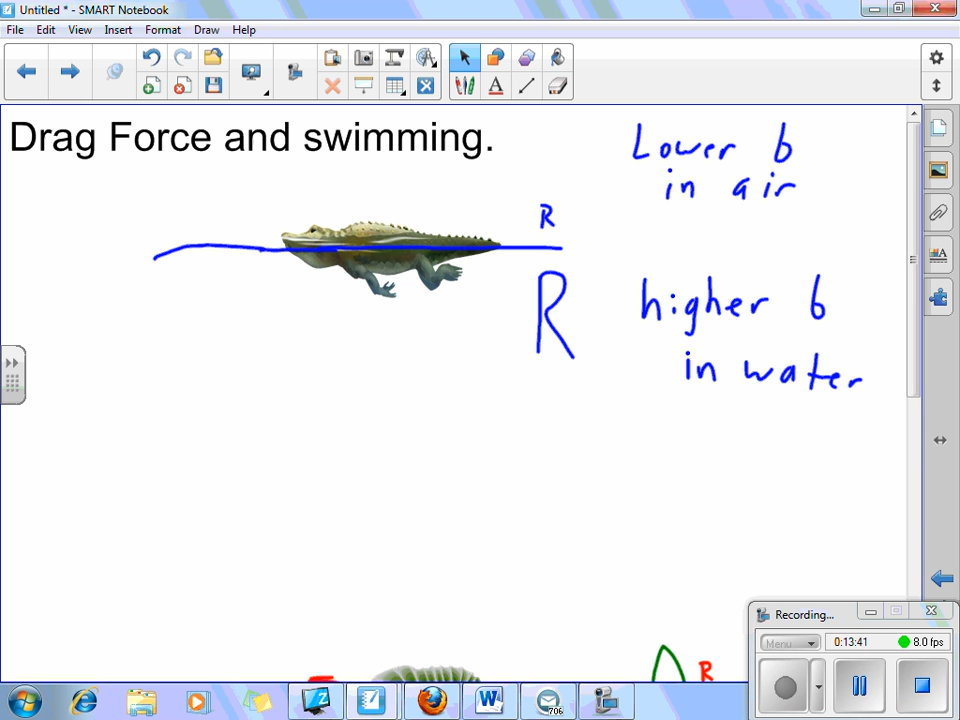 Untitled * - SMART Notebook
File Edit View Insert Format Draw Help
Drag Force and swimming.
Lower b
in air
R
R
higher b
in water
Recording...
Menu
0:13:41
8.0 fps
R
706